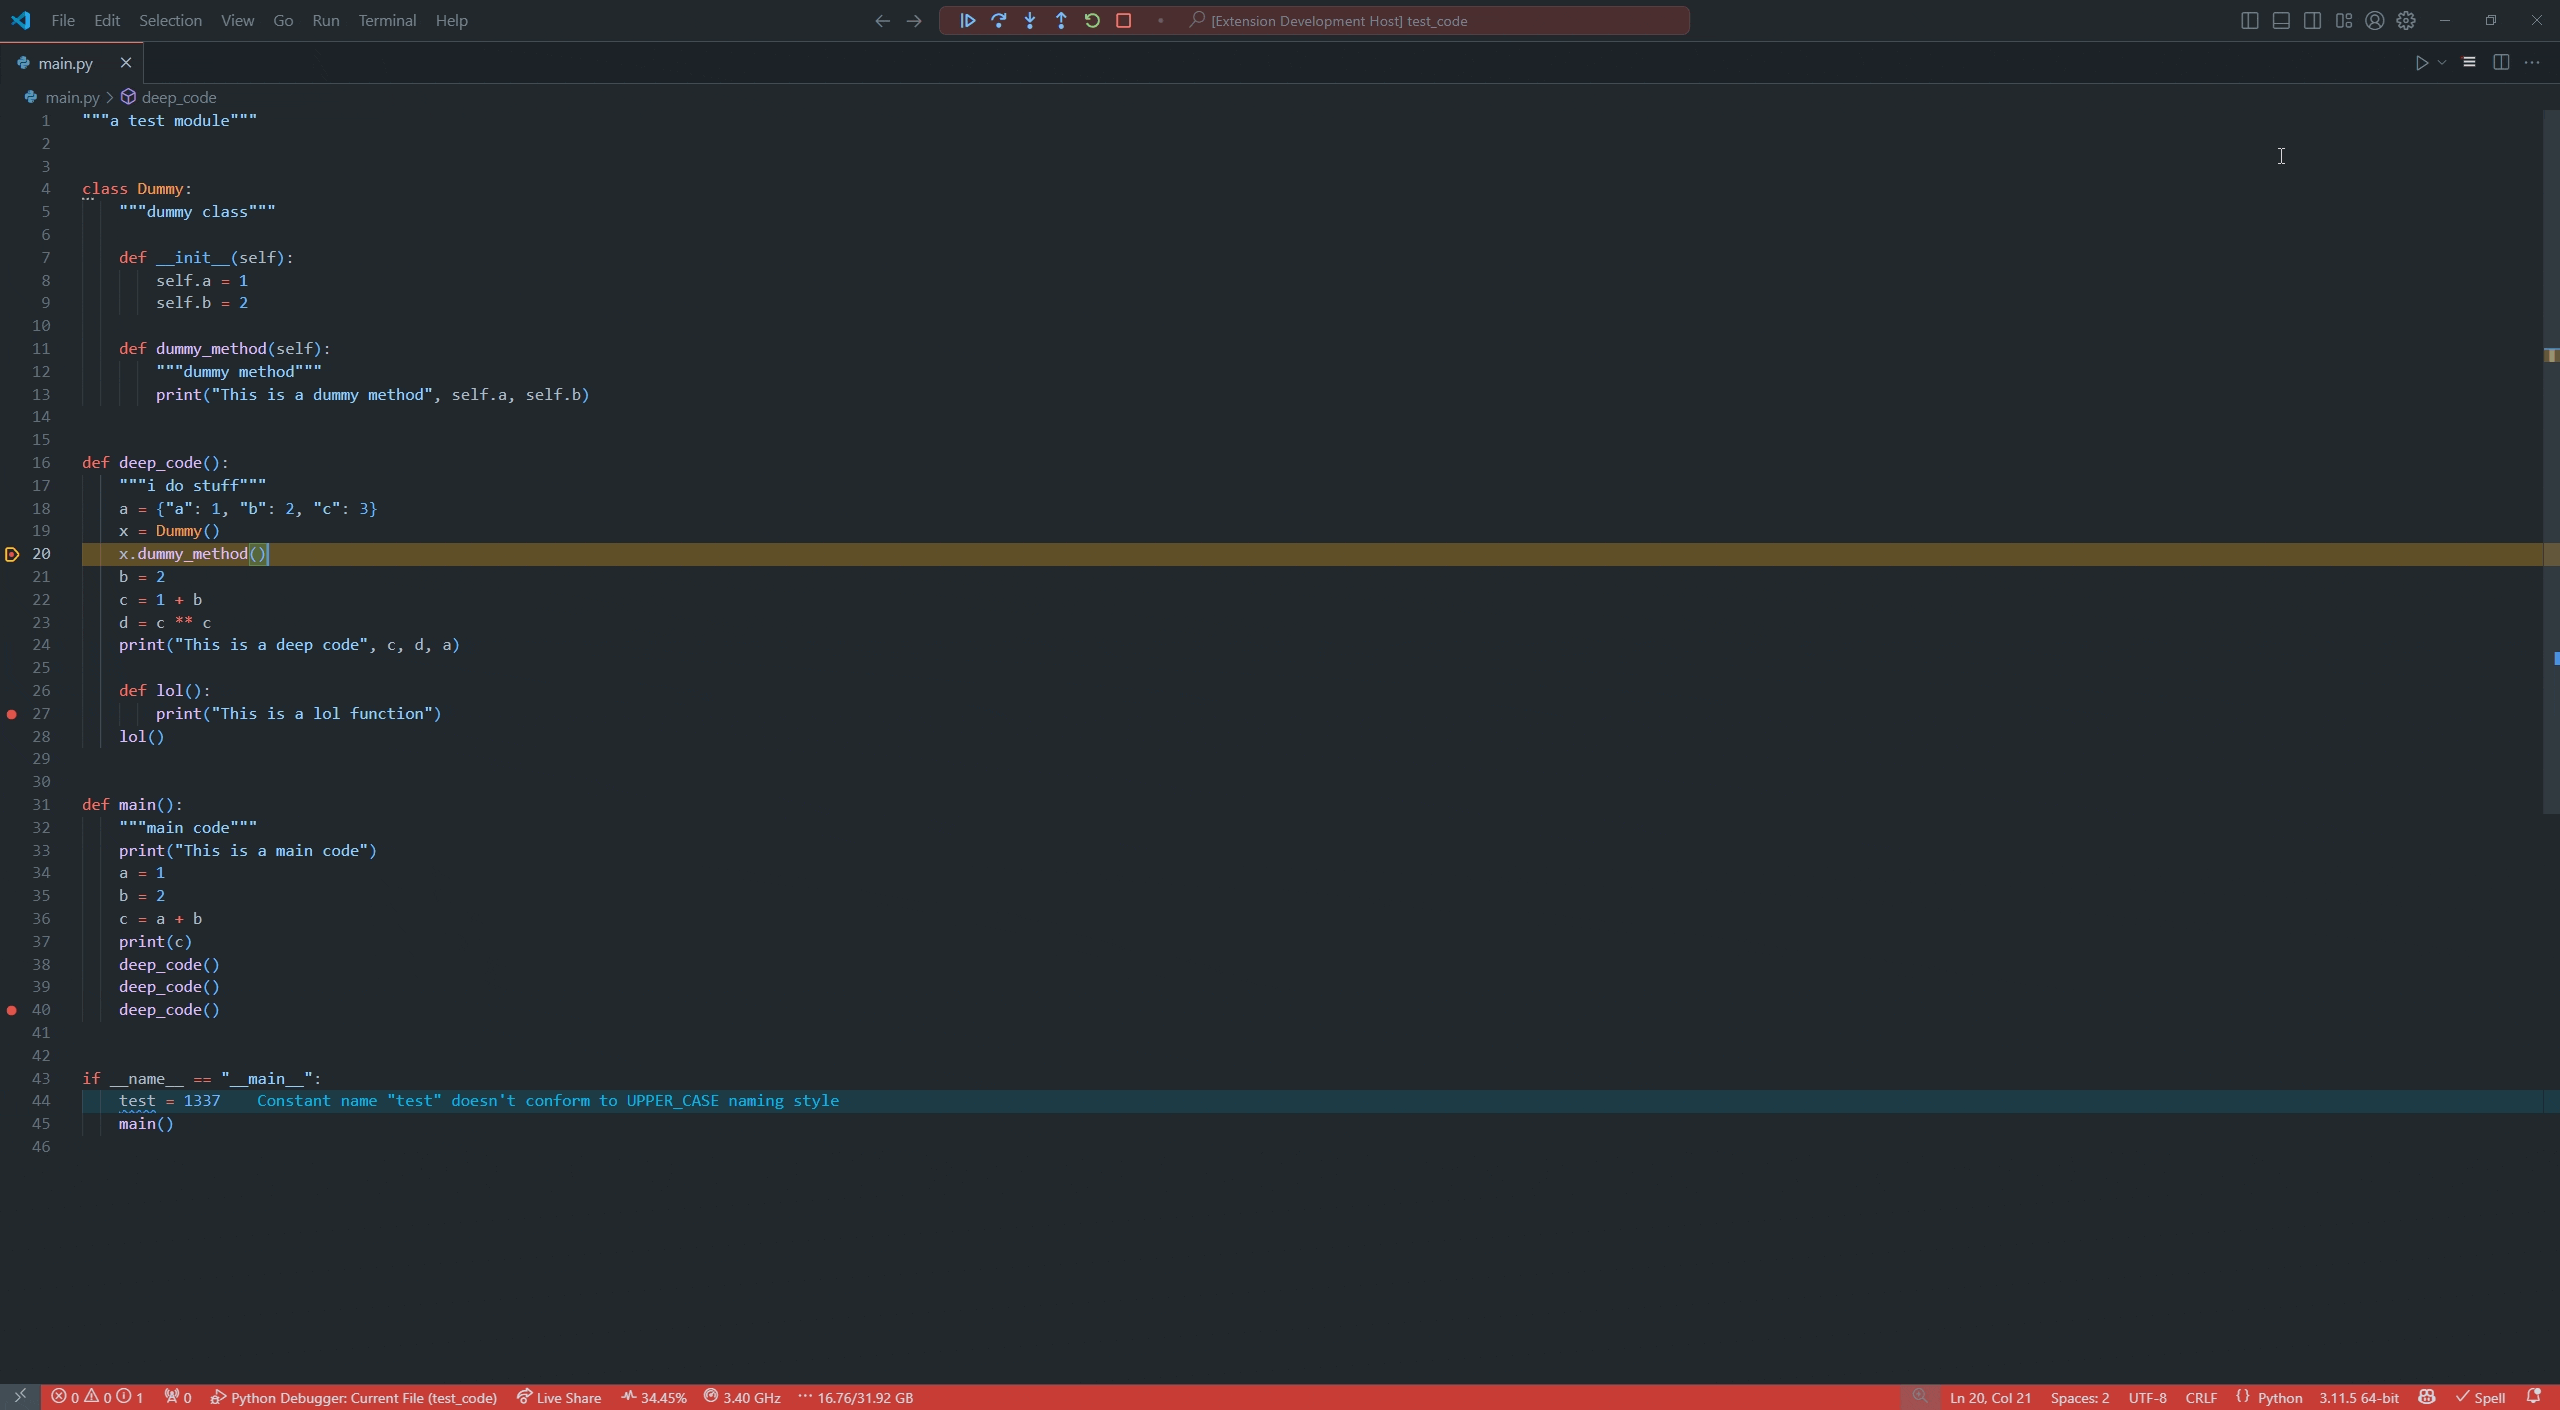 File Edit Selection View Go Run Terminal Help [Extension Development Host] test_code
main.py
main.py > deep_code
1 """a test module"""
2
3
4 class Dummy:
5 """dummy class"""
6
7 def __init__(self):
8 self.a = 1
9 self.b = 2
10
11 def dummy_method(self):
12 """dummy method"""
13 print("This is a dummy method", self.a, self.b)
14
15
16 def deep_code():
17 """i do stuff"""
18 a = {"a": 1, "b": 2, "c": 3}
19 x = Dummy()
20 x.dummy_method()
21 b = 2
22 c = 1 + b
23 d = c ** c
24 print("This is a deep code", c, d, a)
25
26 def lol():
27 print("This is a lol function")
28 lol()
29
30
31 def main():
32 """main code"""
33 print("This is a main code")
34 a = 1
35 b = 2
36 c = a + b
37 print(c)
38 deep_code()
39 deep_code()
40 deep_code()
41
42
43 if __name__ == "__main__":
44 test = 1337 Constant name "test" doesn't conform to UPPER_CASE naming style
45 main()
46
0 0 1 0 Python Debugger: Current File (test_code) Live Share 34.45% 3.40 GHz 16.76/31.92 GB Ln 20, Col 21 Spaces: 2 UTF-8 CRLF {} Python 3.11.5 64-bit Spell